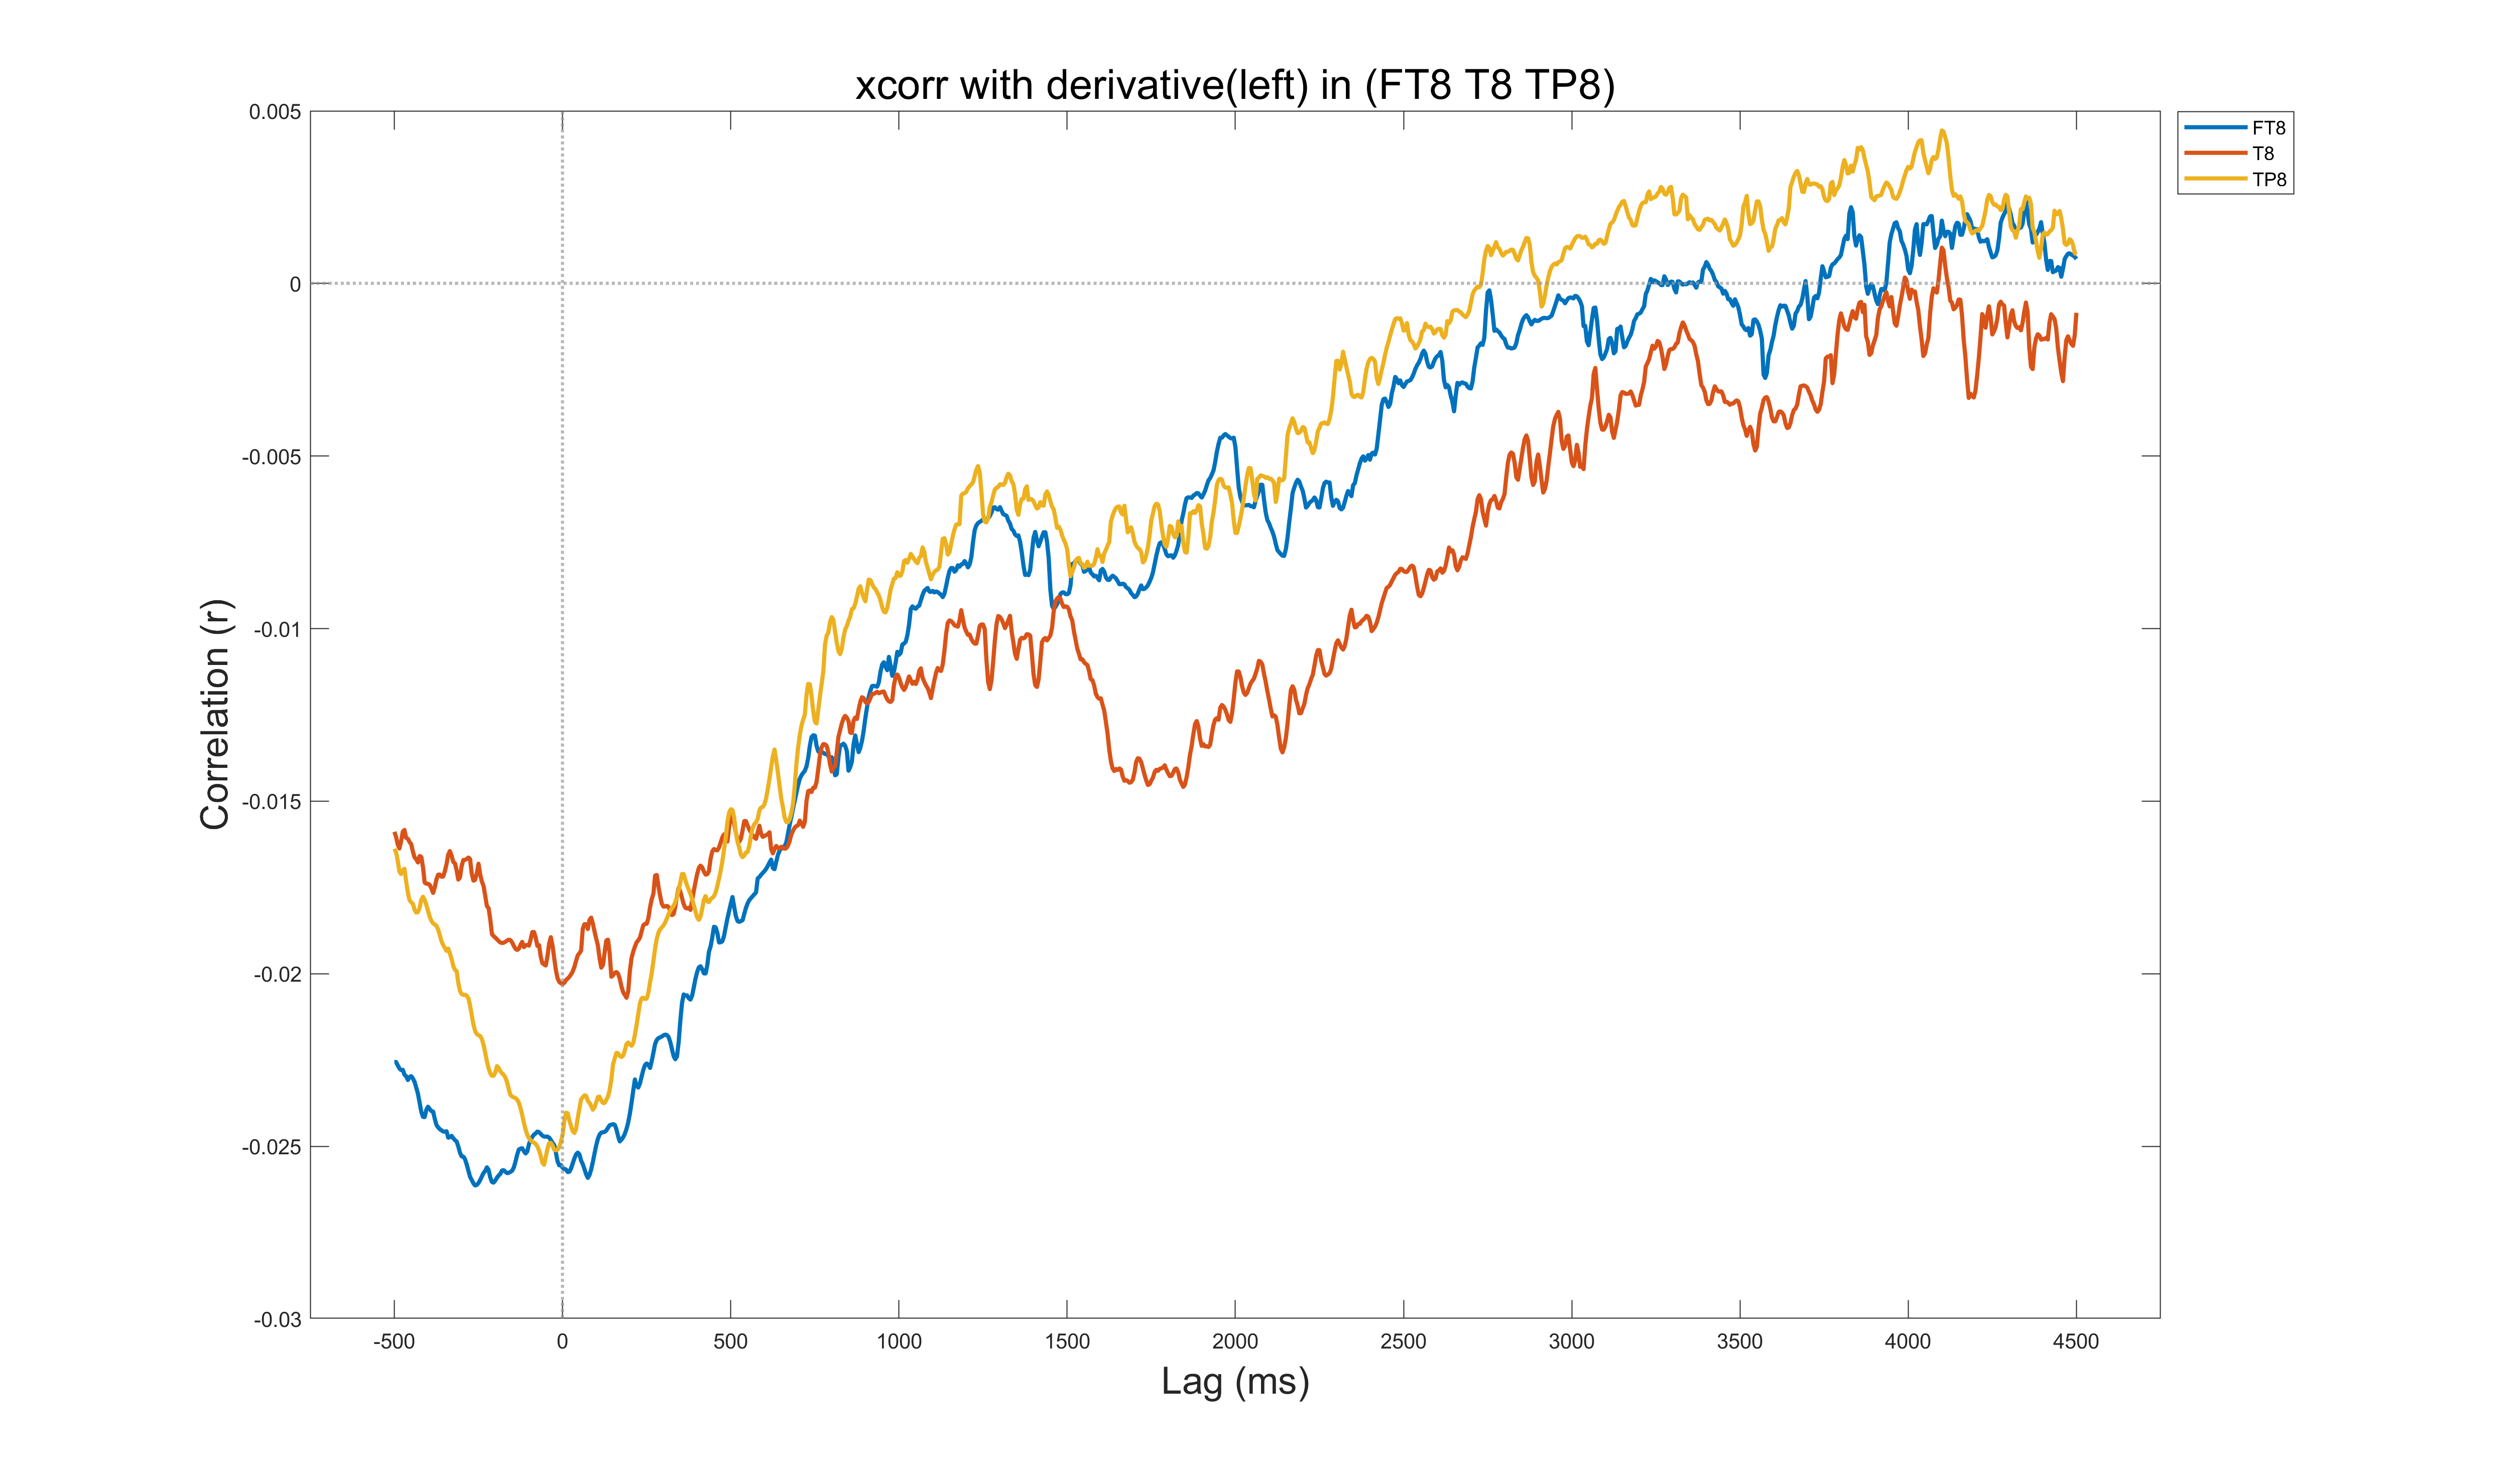 xcorr with derivative(left) in (FT8 T8 TP8)
0.005
0
-0.005
-0.01
-0.015
-0.02
-0.025
-0.03
Correlation (r)
-500 0 500 1000 1500 2000 2500 3000 3500 4000 4500
Lag (ms)
FT8
T8
TP8